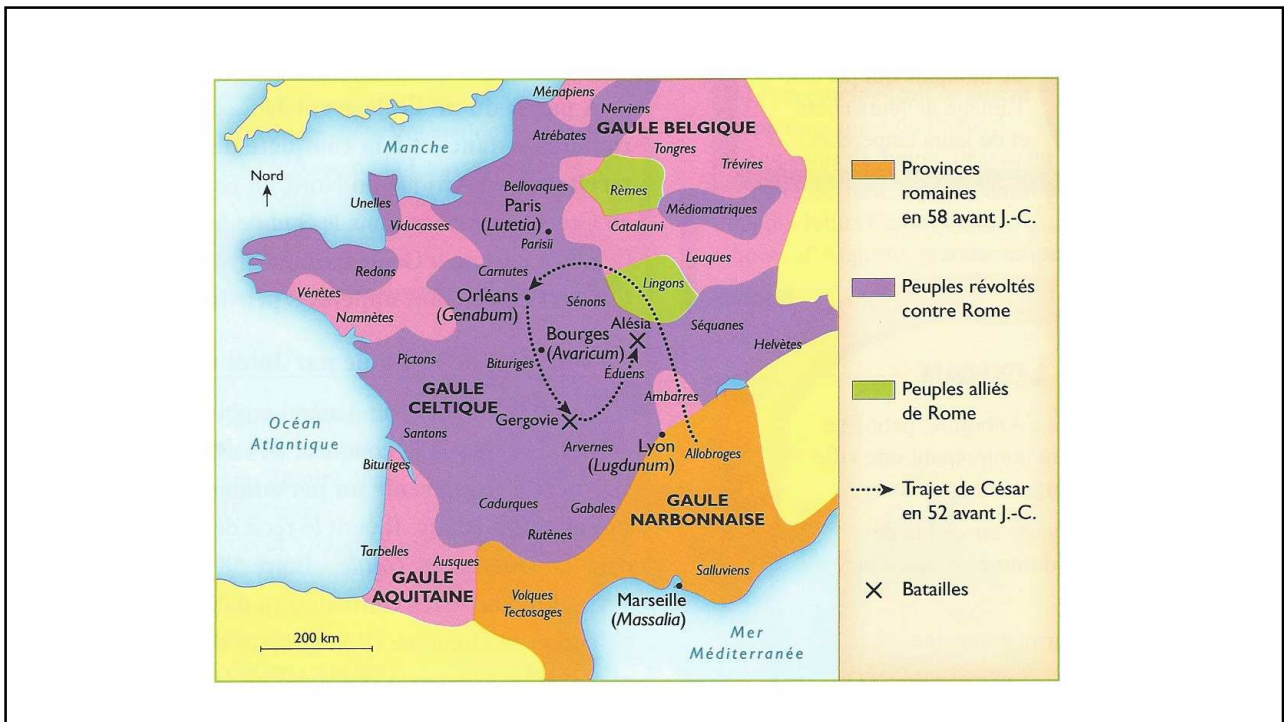 Ménapiens
Nerviens
Atrébates
GAULE BELGIQUE
Manche
Tongres
Trévires
Nord
Bellovaques
Rèmes
Unelles
Paris
(Lutetia)
Médiomatriques
Viducasses
Catalauni
Parisii
Leuques
Redons
Carnutes
Lingons
Vénètes
Orléans
(Genabum)
Sénons
Namnètes
Alésia
Séquanes
Bourges
(Avaricum)
Helvètes
Pictons
Bituriges
Éduens
GAULE
CELTIQUE
Ambarres
Gergovie
Océan
Atlantique
Santons
Arvernes
Lyon
(Lugdunum)
Allobroges
Bituriges
GAULE
NARBONNAISE
Cadurques
Gabales
Rutènes
Tarbelles
Ausques
GAULE
AQUITAINE
Salluviens
Volques
Tectosages
Marseille
(Massalia)
Mer
Méditerranée
200 km
Provinces
romaines
en 58 avant J.-C.
Peuples révoltés
contre Rome
Peuples alliés
de Rome
Trajet de César
en 52 avant J.-C.
Batailles